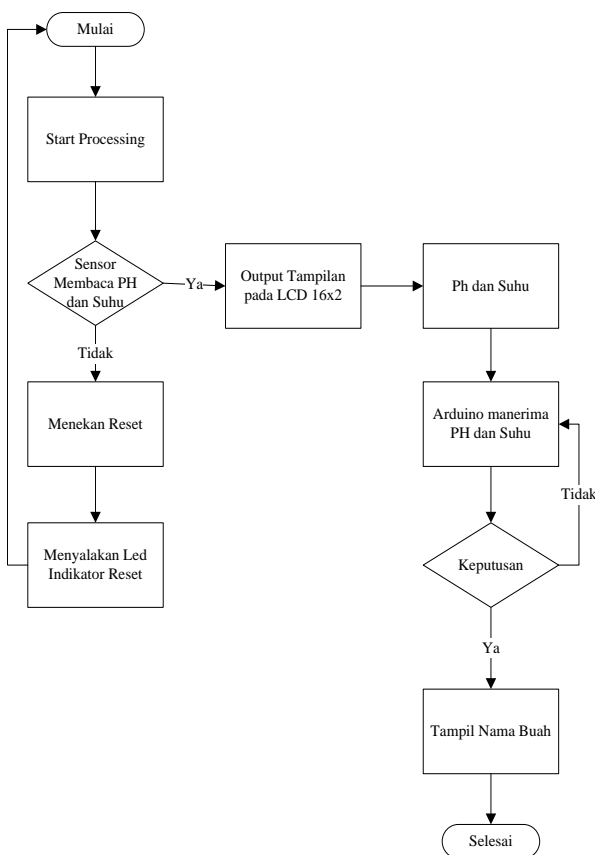 Mulai
Start Processing
Sensor
Membaca PH
dan Suhu
Ya
Output Tampilan
pada LCD 16x2
Ph dan Suhu
Tidak
Menekan Reset
Arduino manerima
PH dan Suhu
Tidak
Menyalakan Led
Indikator Reset
Keputusan
Ya
Tampil Nama Buah
Selesai